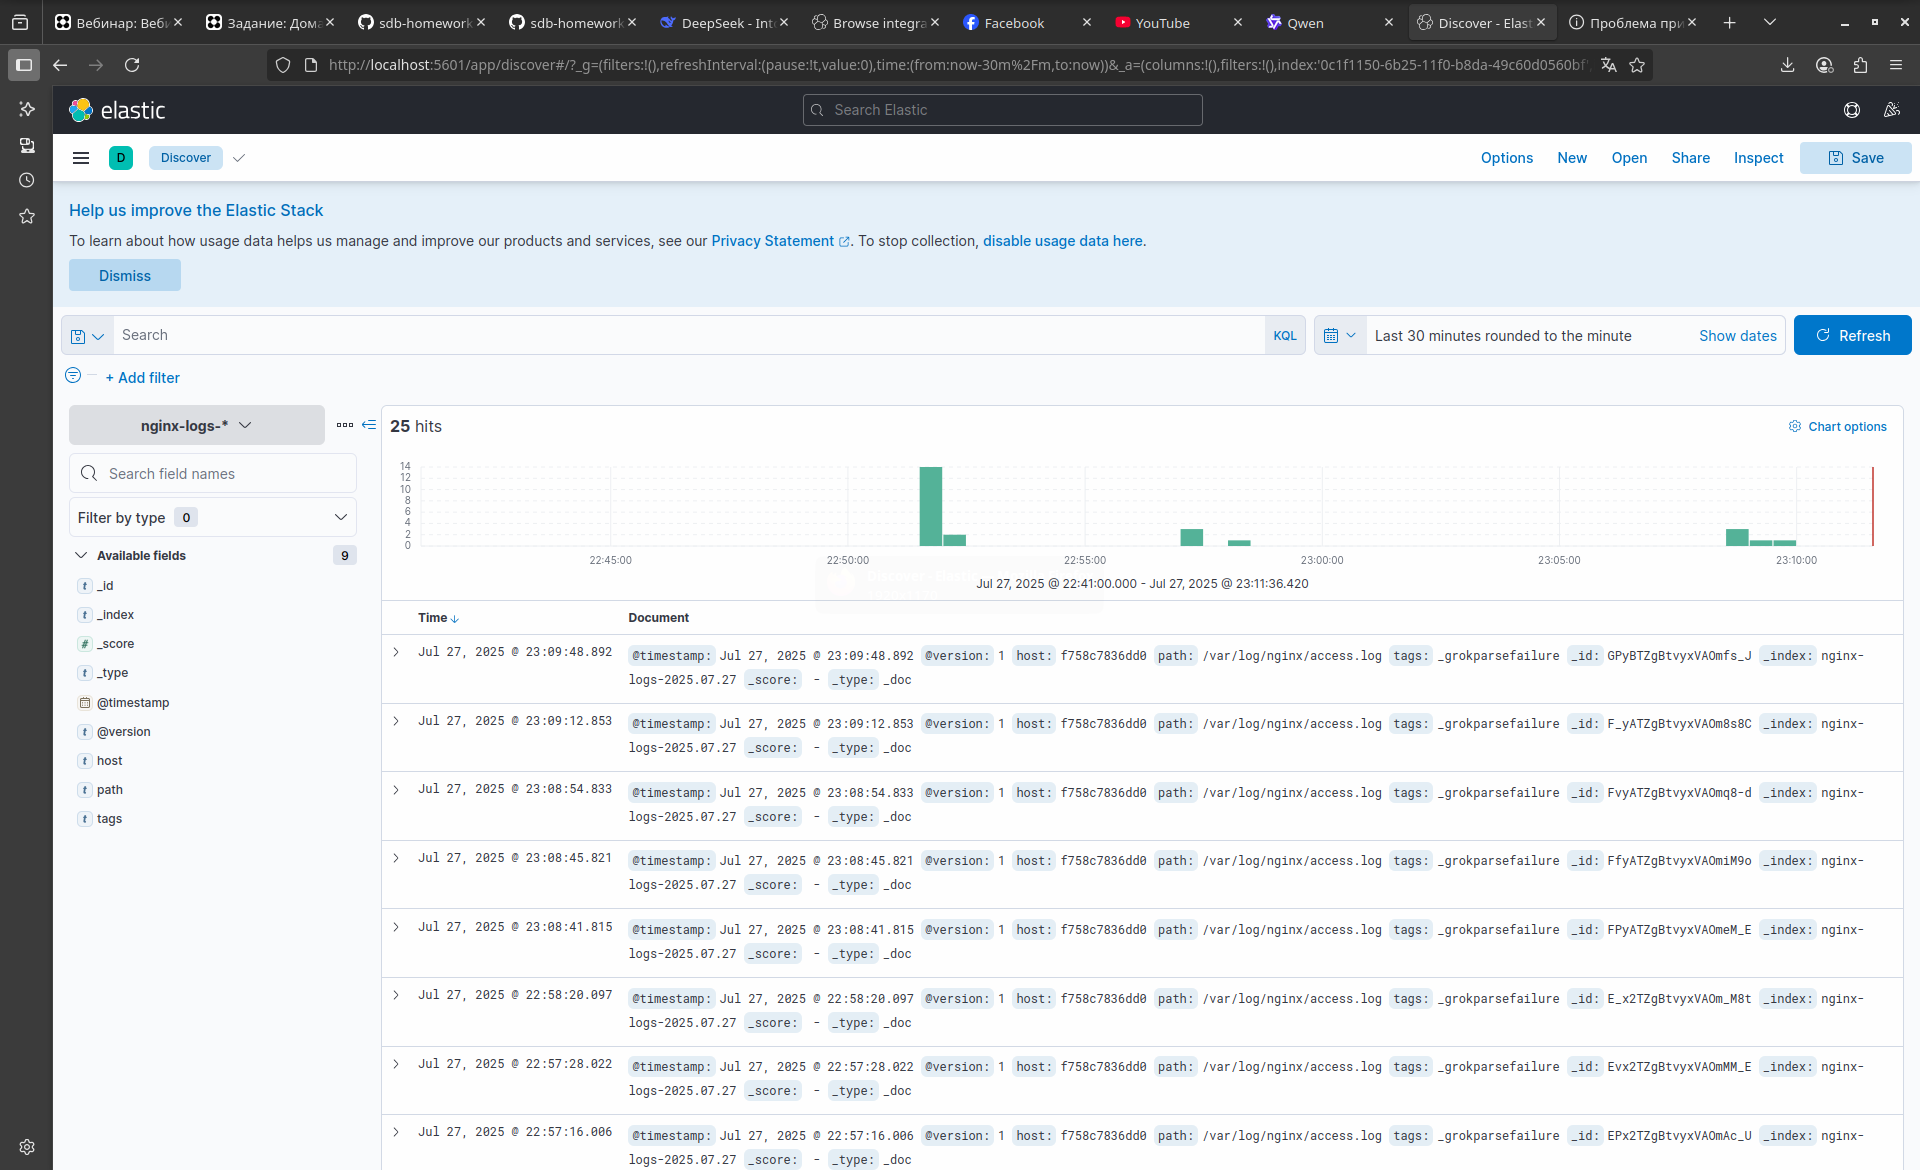 Вебинар: Веб
Задание: Дома
sdb-homework
sdb-homework
DeepSeek - Int
Browse integra
Facebook
YouTube
Qwen
Discover - Elast
Проблема при
http://localhost:5601/app/discover#/?_g=(filters:!(),refreshInterval:(pause:!t,value:0),time:(from:now-30m%2Fm,to:now))&_a=(columns:!(),filters:!(),index:'0c1f1150-6b25-11f0-b8da-49c60d0560bf'
elastic
Search Elastic
D
Discover
Options
New
Open
Share
Inspect
Save
Help us improve the Elastic Stack
To learn about how usage data helps us manage and improve our products and services, see our Privacy Statement. To stop collection, disable usage data here.
Dismiss
Search
KQL
Last 30 minutes rounded to the minute
Show dates
Refresh
+ Add filter
nginx-logs-*
Search field names
Filter by type 0
Available fields 9
t _id
t _index
# _score
t _type
@timestamp
t @version
t host
t path
t tags
25 hits
Chart options
14
12
10
8
6
4
2
0
22:45:00
22:50:00
22:55:00
23:00:00
23:05:00
23:10:00
Jul 27, 2025 @ 22:41:00.000 - Jul 27, 2025 @ 23:11:36.420
Time Document
Jul 27, 2025 @ 23:09:48.892 @timestamp: Jul 27, 2025 @ 23:09:48.892 @version: 1 host: f758c7836dd0 path: /var/log/nginx/access.log tags: _grokparsefailure _id: GPyBTZgBtvyxVAOmfs_J _index: nginx-
logs-2025.07.27 _score: - _type: _doc
Jul 27, 2025 @ 23:09:12.853 @timestamp: Jul 27, 2025 @ 23:09:12.853 @version: 1 host: f758c7836dd0 path: /var/log/nginx/access.log tags: _grokparsefailure _id: F_yATZgBtvyxVAOm8s8C _index: nginx-
logs-2025.07.27 _score: - _type: _doc
Jul 27, 2025 @ 23:08:54.833 @timestamp: Jul 27, 2025 @ 23:08:54.833 @version: 1 host: f758c7836dd0 path: /var/log/nginx/access.log tags: _grokparsefailure _id: FvyATZgBtvyxVAOmq8-d _index: nginx-
logs-2025.07.27 _score: - _type: _doc
Jul 27, 2025 @ 23:08:45.821 @timestamp: Jul 27, 2025 @ 23:08:45.821 @version: 1 host: f758c7836dd0 path: /var/log/nginx/access.log tags: _grokparsefailure _id: FfyATZgBtvyxVAOmiM9o _index: nginx-
logs-2025.07.27 _score: - _type: _doc
Jul 27, 2025 @ 23:08:41.815 @timestamp: Jul 27, 2025 @ 23:08:41.815 @version: 1 host: f758c7836dd0 path: /var/log/nginx/access.log tags: _grokparsefailure _id: FPyATZgBtvyxVAOmeM_E _index: nginx-
logs-2025.07.27 _score: - _type: _doc
Jul 27, 2025 @ 22:58:20.097 @timestamp: Jul 27, 2025 @ 22:58:20.097 @version: 1 host: f758c7836dd0 path: /var/log/nginx/access.log tags: _grokparsefailure _id: E_x2TZgBtvyxVAOm_M8t _index: nginx-
logs-2025.07.27 _score: - _type: _doc
Jul 27, 2025 @ 22:57:28.022 @timestamp: Jul 27, 2025 @ 22:57:28.022 @version: 1 host: f758c7836dd0 path: /var/log/nginx/access.log tags: _grokparsefailure _id: Evx2TZgBtvyxVAOmMM_E _index: nginx-
logs-2025.07.27 _score: - _type: _doc
Jul 27, 2025 @ 22:57:16.006 @timestamp: Jul 27, 2025 @ 22:57:16.006 @version: 1 host: f758c7836dd0 path: /var/log/nginx/access.log tags: _grokparsefailure _id: EPx2TZgBtvyxVAOmAc_U _index: nginx-
logs-2025.07.27 _score: - _type: _doc